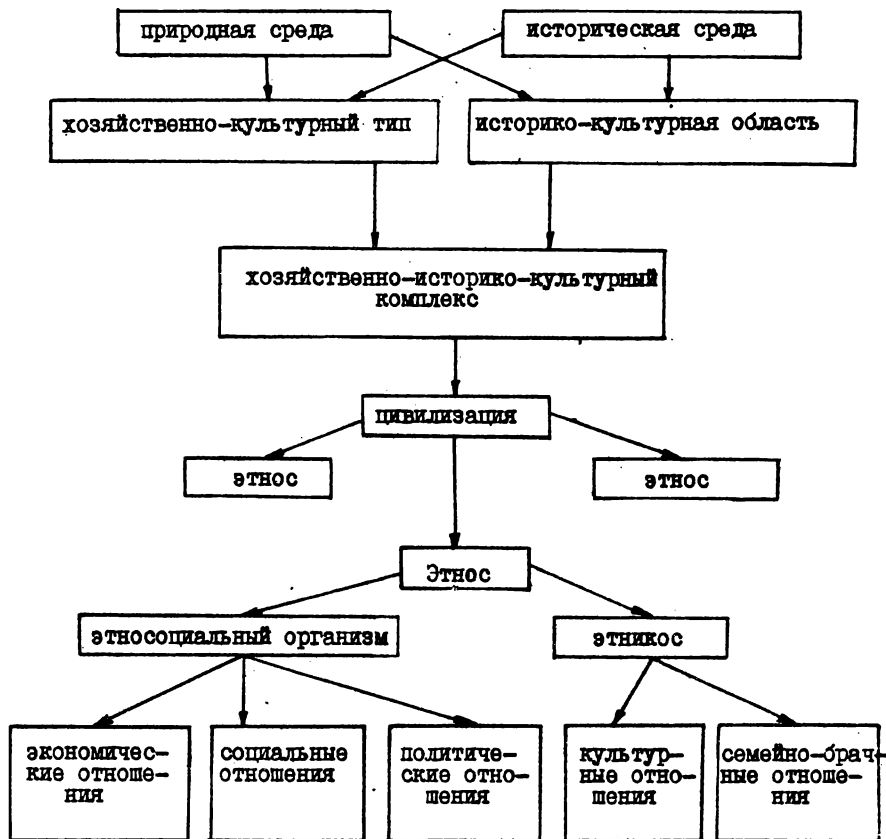 природная среда
историческая среда
хозяйственно-культурный тип
историко-культурная область
хозяйственно-историко-культурный
комплекс
цивилизация
этнос
этнос
Этнос
этносоциальный организм
этникос
экономичес-
кие отноше-
ния
социальные
отношения
политиче-
ские отно-
шения
культур-
ные отно-
шения
семейно-брач-
ные отноше-
ния